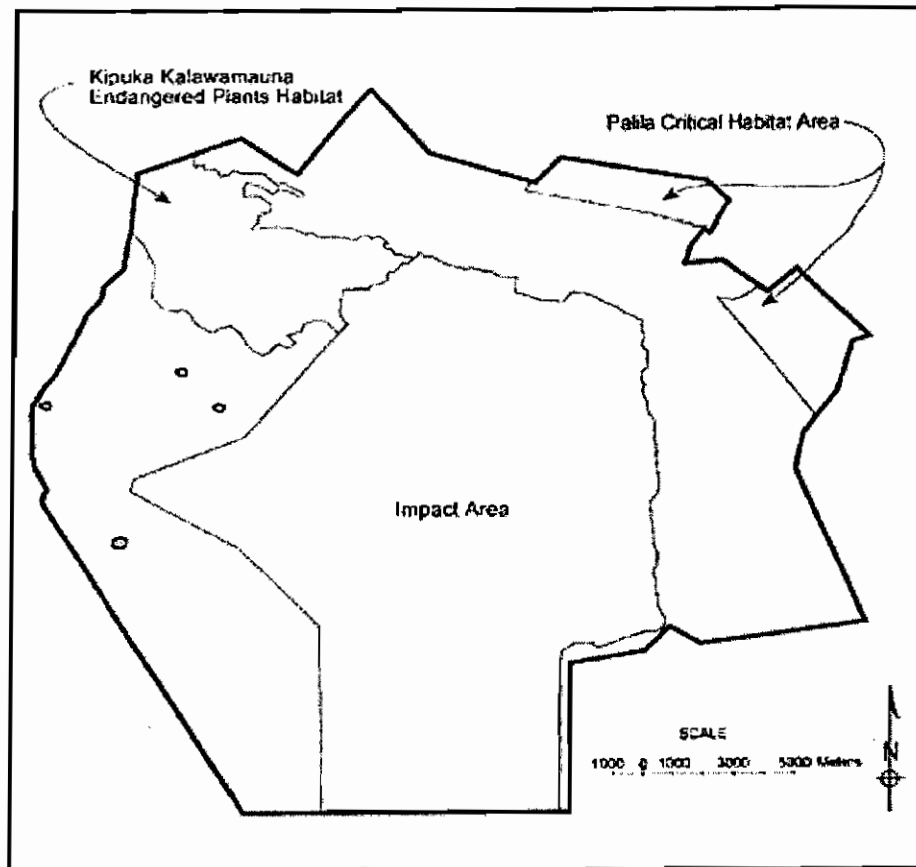 Kipuka Kalawamauna
Endangered Plants Habitat
Palila Critical Habitat Area
Impact Area
SCALE
1000 0 1000 3000 5000 Meters
N